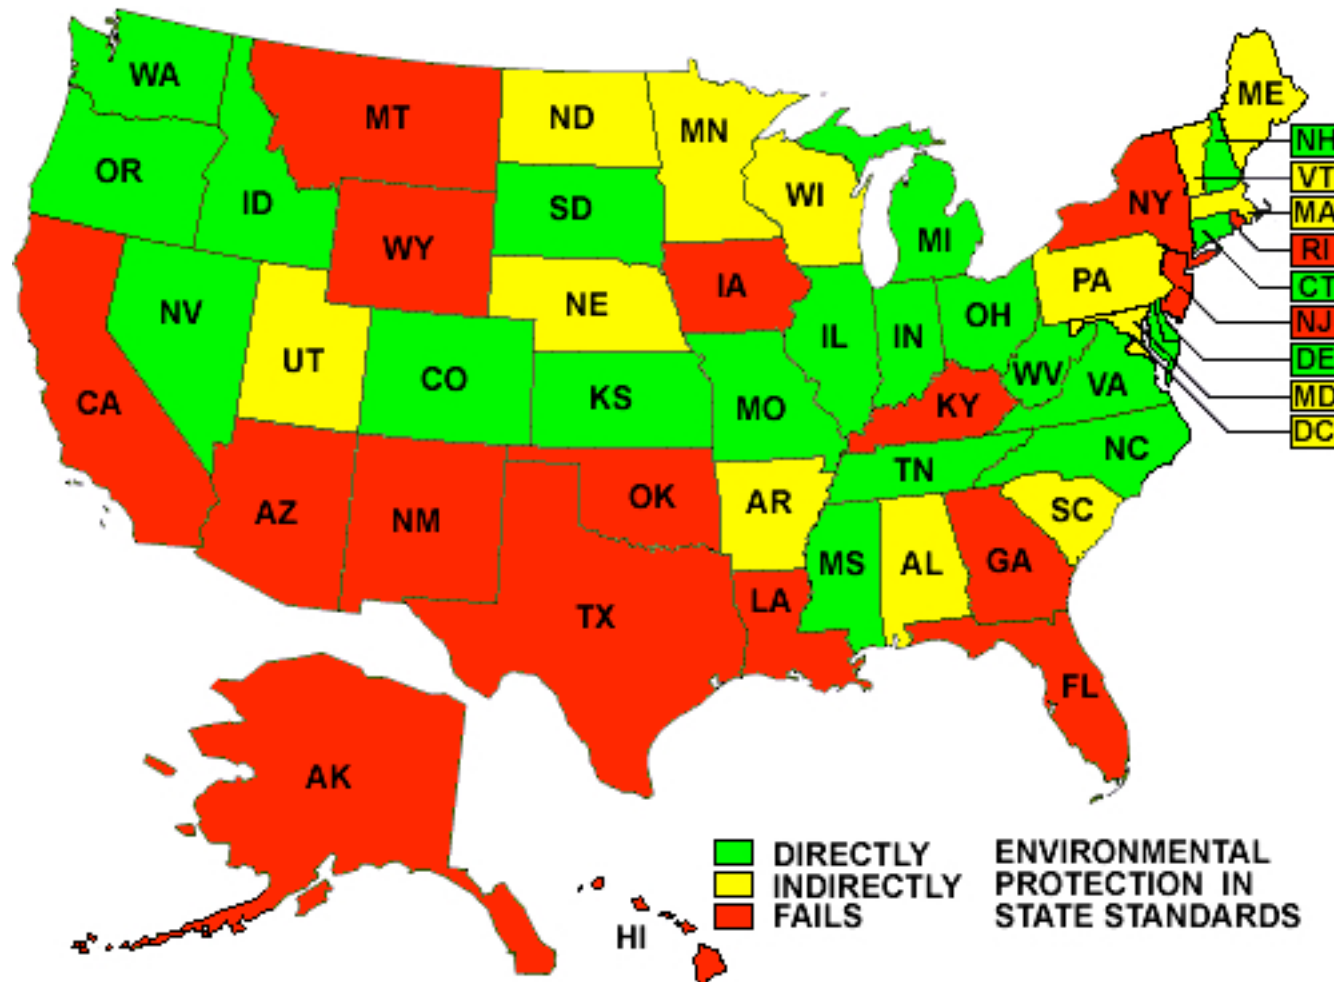 WA
MT
ND
MN
ME
OR
ID
SD
WI
MI
NY
NH
VT
MA
RI
CT
NJ
DE
MD
DC
WY
IA
NE
PA
NV
UT
CO
KS
MO
IL
IN
OH
WV
VA
KY
CA
AZ
NM
OK
AR
TN
NC
SC
MS
AL
GA
LA
TX
FL
AK
HI
DIRECTLY
INDIRECTLY
FAILS
ENVIRONMENTAL
PROTECTION IN
STATE STANDARDS